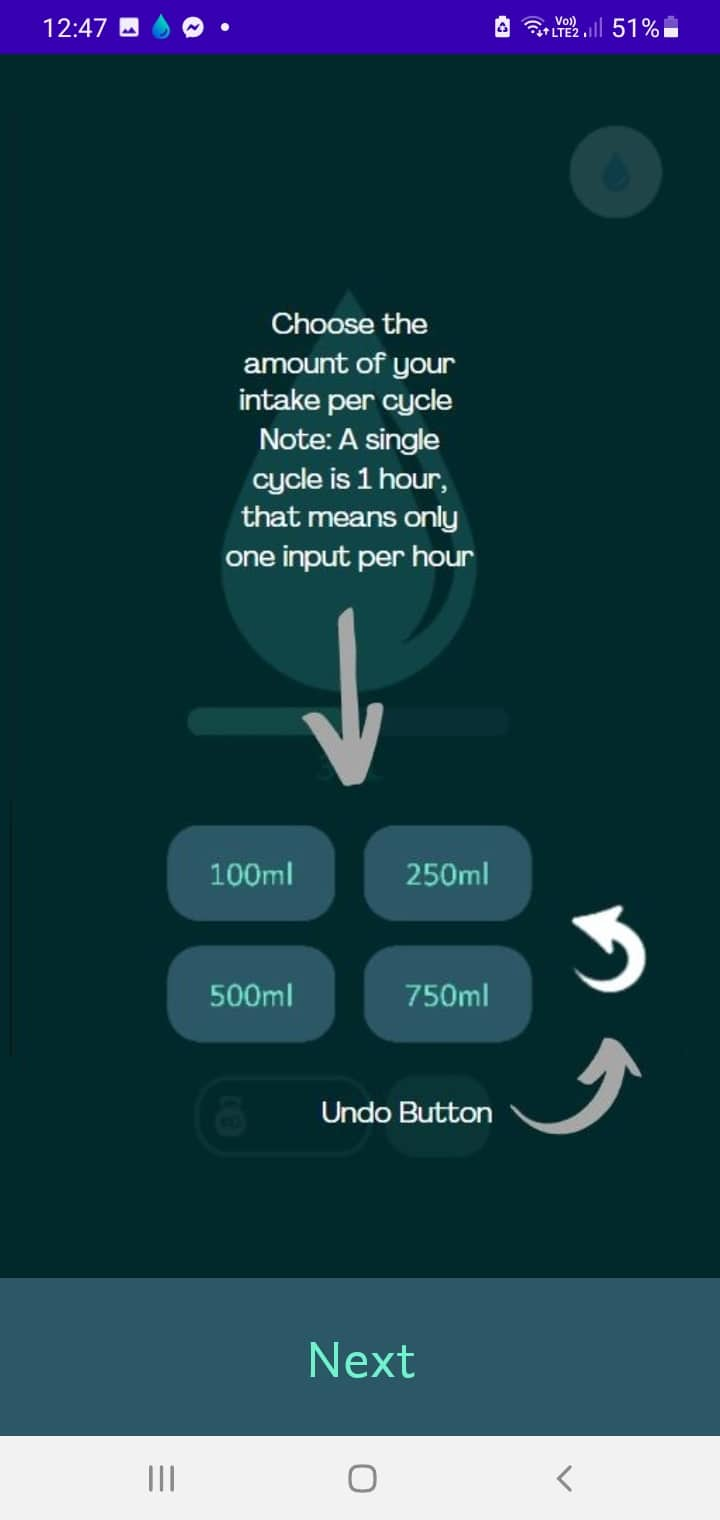 12:47
Vo))
LTE2
51%
Choose the
amount of your
intake per cycle
Note: A single
cycle is 1 hour,
that means only
one input per hour
100ml
250ml
500ml
750ml
Undo Button
Next